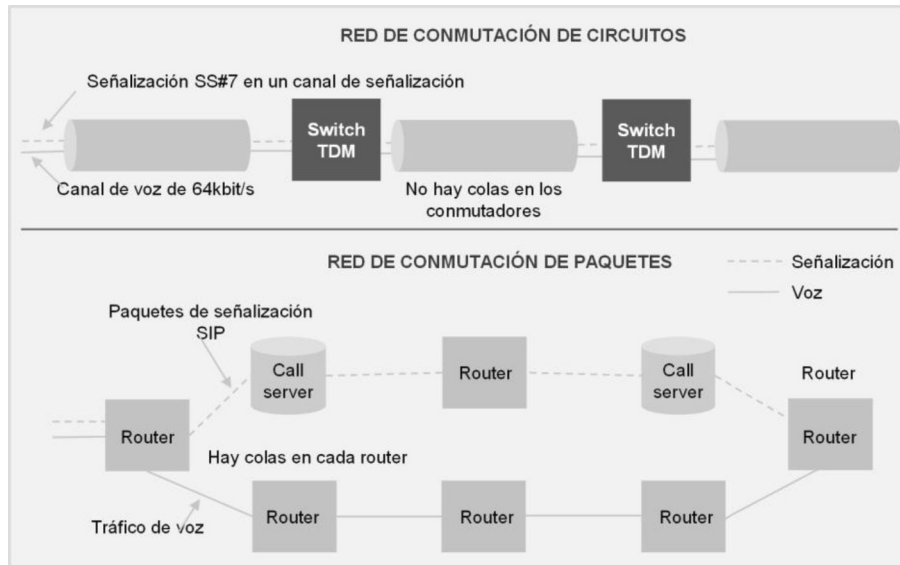 RED DE CONMUTACIÓN DE CIRCUITOS
Señalización SS#7 en un canal de señalización
Switch
TDM
Switch
TDM
Canal de voz de 64kbit/s
No hay colas en los
conmutadores
RED DE CONMUTACIÓN DE PAQUETES
Señalización
Voz
Paquetes de señalización
SIP
Call
server
Router
Call
server
Router
Router
Router
Hay colas en cada router
Tráfico de voz
Router
Router
Router